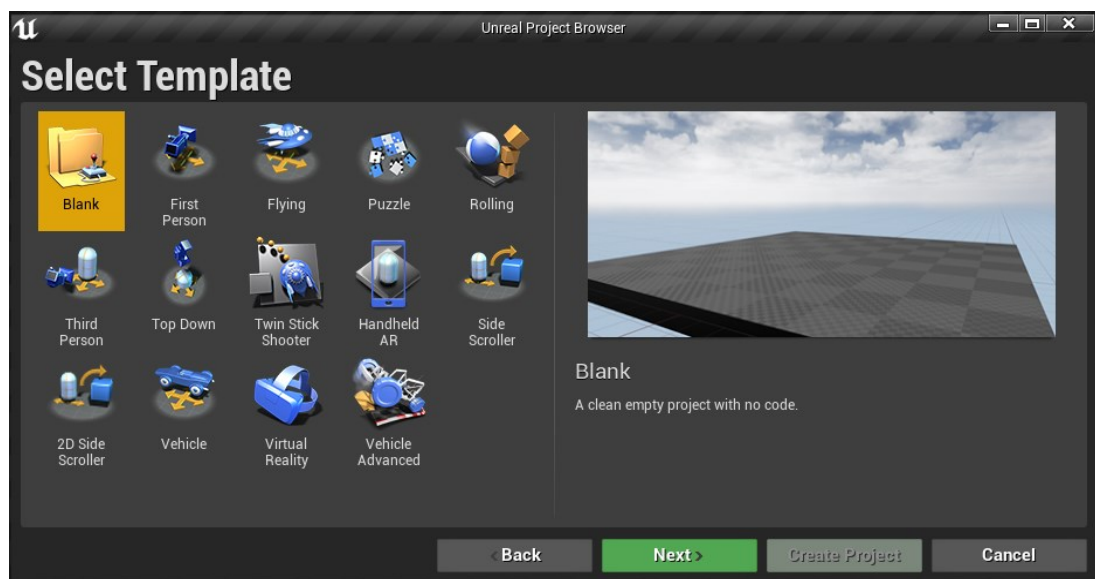 Unreal Project Browser
Select Template
Blank
First
Person
Flying
Puzzle
Rolling
Third
Person
Top Down
Twin Stick
Shooter
Handheld
AR
Side
Scroller
2D Side
Scroller
Vehicle
Virtual
Reality
Vehicle
Advanced
Blank
A clean empty project with no code.
< Back
Next >
Create Project
Cancel